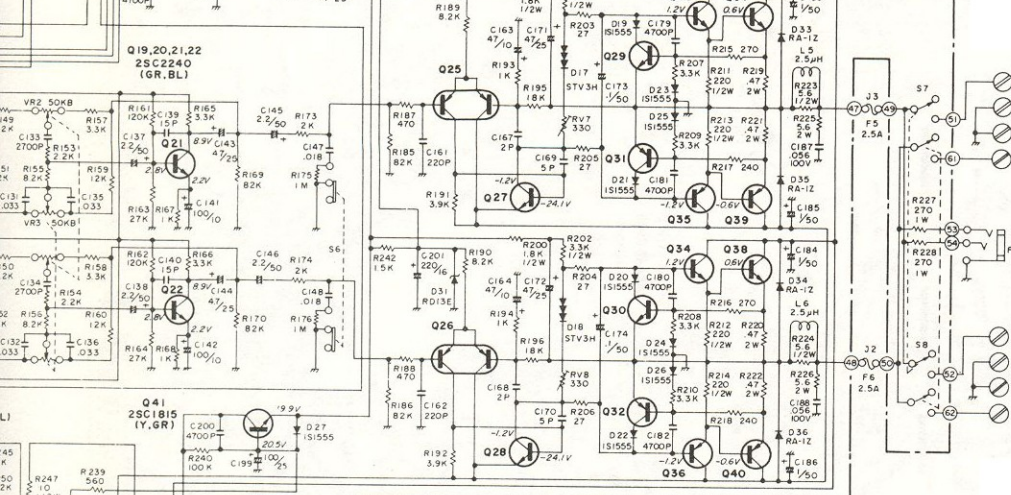 R189
8.2K
C163
47/10
R193
1K
1.8K
1/2W
C171
47/25
R195
18K
1/2W
R203
27
D17
STV3H
D19
1S1555
C179
4700P
1.2V
0.6V
Q29
R207
3.3K
C173
.1/50
D23
1S1555
D25
1S1555
R209
3.3K
R215 270
R211
220
1/2W
R219
.47
2W
R213
220
1/2W
R221
.47
2W
R217 240
1/50
D33
RA-1Z
L5
2.5μH
R223
5.6
1/2W
R225
5.6
2W
C187
.056
100V
D35
RA-1Z
C185
1/50
47
J3
49
F5
2.5A
S7
51
61
R227
270
1W
53
54
R228
270
1W
Q19,20,21,22
2SC2240
(GR,BL)
VR2 50KB
C133
2700P
R153
2.2K
R155
8.2K
C131
.033
VR3 50KB
R157
3.3K
R159
12K
C135
.033
C137
2.2/50
R161
120K
C139
15P
R165
3.3K
Q21
8.9V
C143
4.7/25
2.8V
2.2V
R163
27K
R167
1K
C141
100/10
R169
82K
C145
2.2/50
R173
2K
C147
.018
R175
1M
S6
Q25
R187
470
R185
82K
C161
220P
R191
3.9K
C167
2P
RV7
330
C169
5P
R205
27
-1.2V
Q27
-24.1V
Q31
D21
1S1555
C181
4700P
-1.2V
-0.6V
Q35
Q39
C134
2700P
R154
2.2K
R156
8.2K
C132
.033
R158
3.3K
R160
12K
C136
.033
C138
2.2/50
R162
120K
C140
15P
R166
3.3K
Q22
8.9V
C144
4.7/25
2.8V
2.2V
R164
27K
R168
1K
C142
100/10
R170
82K
C146
2.2/50
R174
2K
C148
.018
R176
1M
R242
1.5K
C201
220/16
D31
RD13E
R190
8.2K
C164
47/10
R194
1K
R200
1.8K
1/2W
C172
47/25
R196
18K
R202
3.3K
1/2W
R204
27
D18
STV3H
C174
.1/50
D20
1S1555
C180
4700P
Q30
R208
3.3K
D24
1S1555
D26
1S1555
R210
3.3K
Q34
Q38
1.2V
0.6V
R216 270
R212
220
1/2W
R220
.47
2W
R214
220
1/2W
R222
.47
2W
R218 240
C184
1/50
D34
RA-1Z
L6
2.5μH
R224
5.6
1/2W
R226
5.6
2W
C188
.056
100V
D36
RA-1Z
C186
1/50
48
J2
50
F6
2.5A
S8
52
62
Q26
R188
470
R186
82K
C162
220P
R192
3.9K
C168
2P
RV8
330
C170
5P
R206
27
-1.2V
Q28
-24.1V
Q32
D22
1S1555
C182
4700P
-1.2V
-0.6V
Q36
Q40
Q41
2SC1815
(Y,GR)
C200
4700P
19.9V
D27
1S1555
20.5V
R240
100K
C199
100/25
R239
560
R247
10